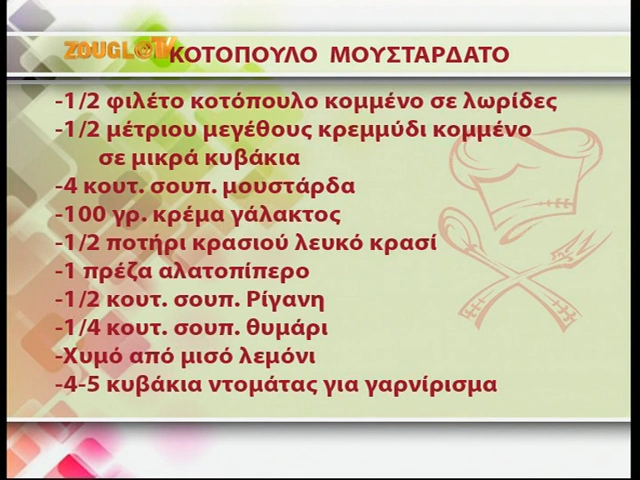 ZOUGL@TV
ΚΟΤΟΠΟΥΛΟ ΜΟΥΣΤΑΡΔΑΤΟ
-1/2 φιλέτο κοτόπουλο κομμένο σε λωρίδες
-1/2 μέτριου μεγέθους κρεμμύδι κομμένο
σε μικρά κυβάκια
-4 κουτ. σουπ. μουστάρδα
-100 γρ. κρέμα γάλακτος
-1/2 ποτήρι κρασιού λευκό κρασί
-1 πρέζα αλατοπίπερο
-1/2 κουτ. σουπ. Ρίγανη
-1/4 κουτ. σουπ. θυμάρι
-Χυμό από μισό λεμόνι
-4-5 κυβάκια ντομάτας για γαρνίρισμα